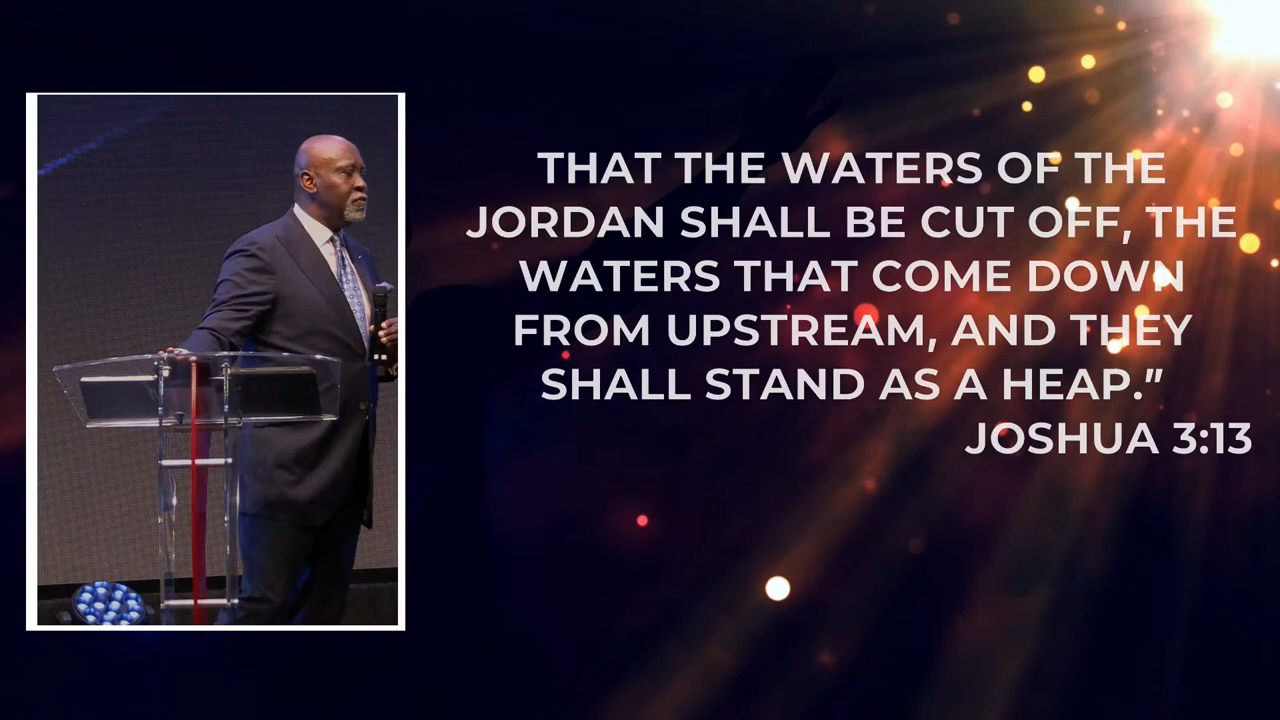 THAT THE WATERS OF THE
JORDAN SHALL BE CUT OFF, THE
WATERS THAT COME DOWN
FROM UPSTREAM, AND THEY
SHALL STAND AS A HEAP."
JOSHUA 3:13